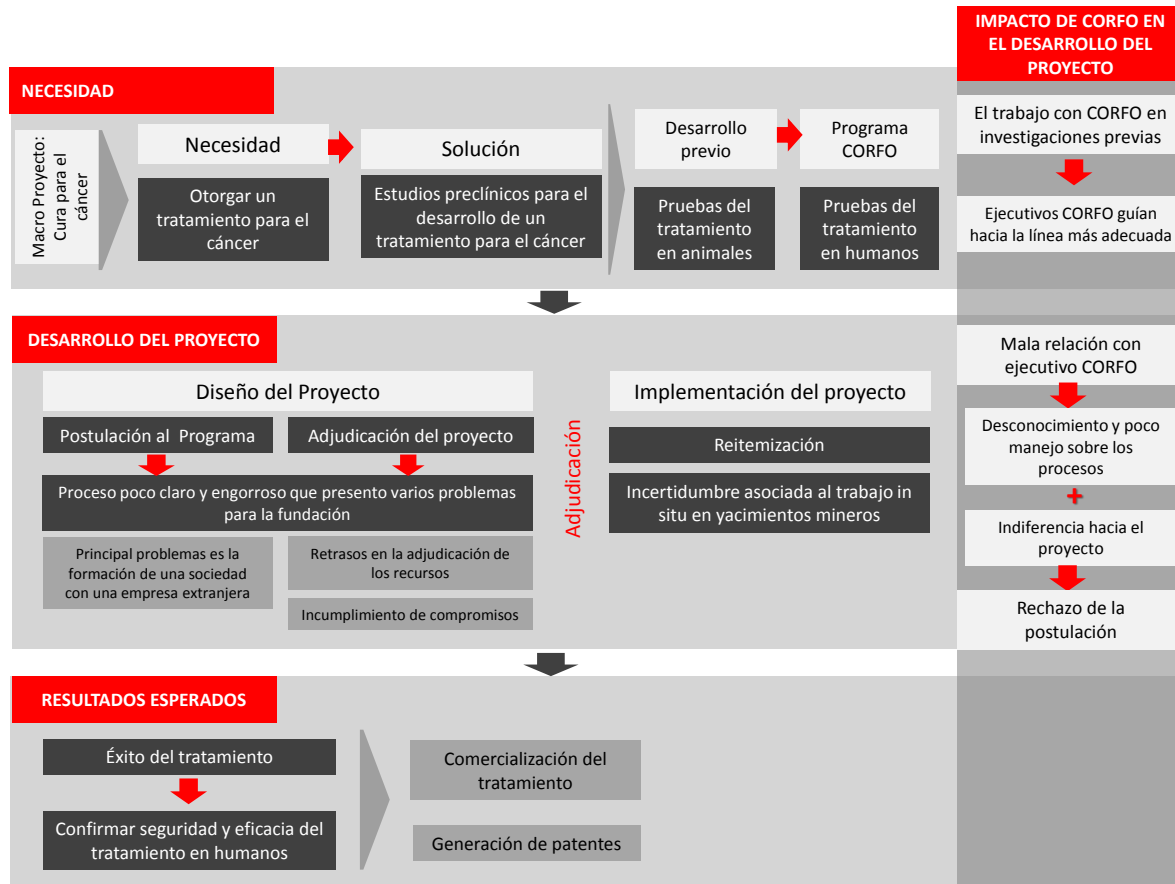 IMPACTO DE CORFO EN
EL DESARROLLO DEL
PROYECTO
NECESIDAD
Macro Proyecto:
Cura para el
cáncer
Necesidad
Otorgar un
tratamiento para el
cáncer
Solución
Estudios preclínicos para el
desarrollo de un
tratamiento para el cáncer
Desarrollo
previo
Pruebas del
tratamiento
en animales
Programa
CORFO
Pruebas del
tratamiento
en humanos
El trabajo con CORFO en
investigaciones previas
Ejecutivos CORFO guían
hacia la línea más adecuada
DESARROLLO DEL PROYECTO
Diseño del Proyecto
Postulación al Programa
Adjudicación del proyecto
Proceso poco claro y engorroso que presento varios problemas
para la fundación
Principal problemas es la
formación de una sociedad
con una empresa extranjera
Retrasos en la adjudicación de
los recursos
Incumplimiento de compromisos
Adjudicación
Implementación del proyecto
Reitemización
Incertidumbre asociada al trabajo in
situ en yacimientos mineros
Mala relación con
ejecutivo CORFO
Desconocimiento y poco
manejo sobre los
procesos
+
Indiferencia hacia el
proyecto
Rechazo de la
postulación
RESULTADOS ESPERADOS
Éxito del tratamiento
Confirmar seguridad y eficacia del
tratamiento en humanos
Comercialización del
tratamiento
Generación de patentes